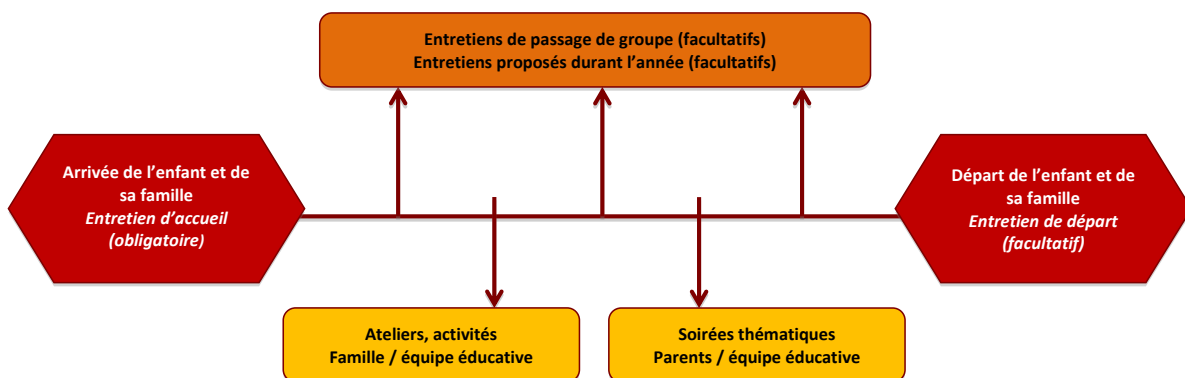 Entretiens de passage de groupe (facultatifs)
Entretiens proposés durant l’année (facultatifs)
Arrivée de l’enfant et de
sa famille
Entretien d’accueil
(obligatoire)
Départ de l’enfant et de
sa famille
Entretien de départ
(facultatif)
Ateliers, activités
Famille / équipe éducative
Soirées thématiques
Parents / équipe éducative